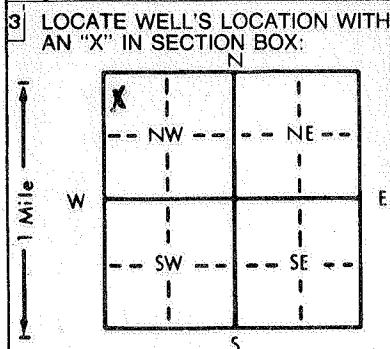 3 LOCATE WELL'S LOCATION WITH
AN "X" IN SECTION BOX:
N
X
NW NE
W E
1 Mile
SW SE
S